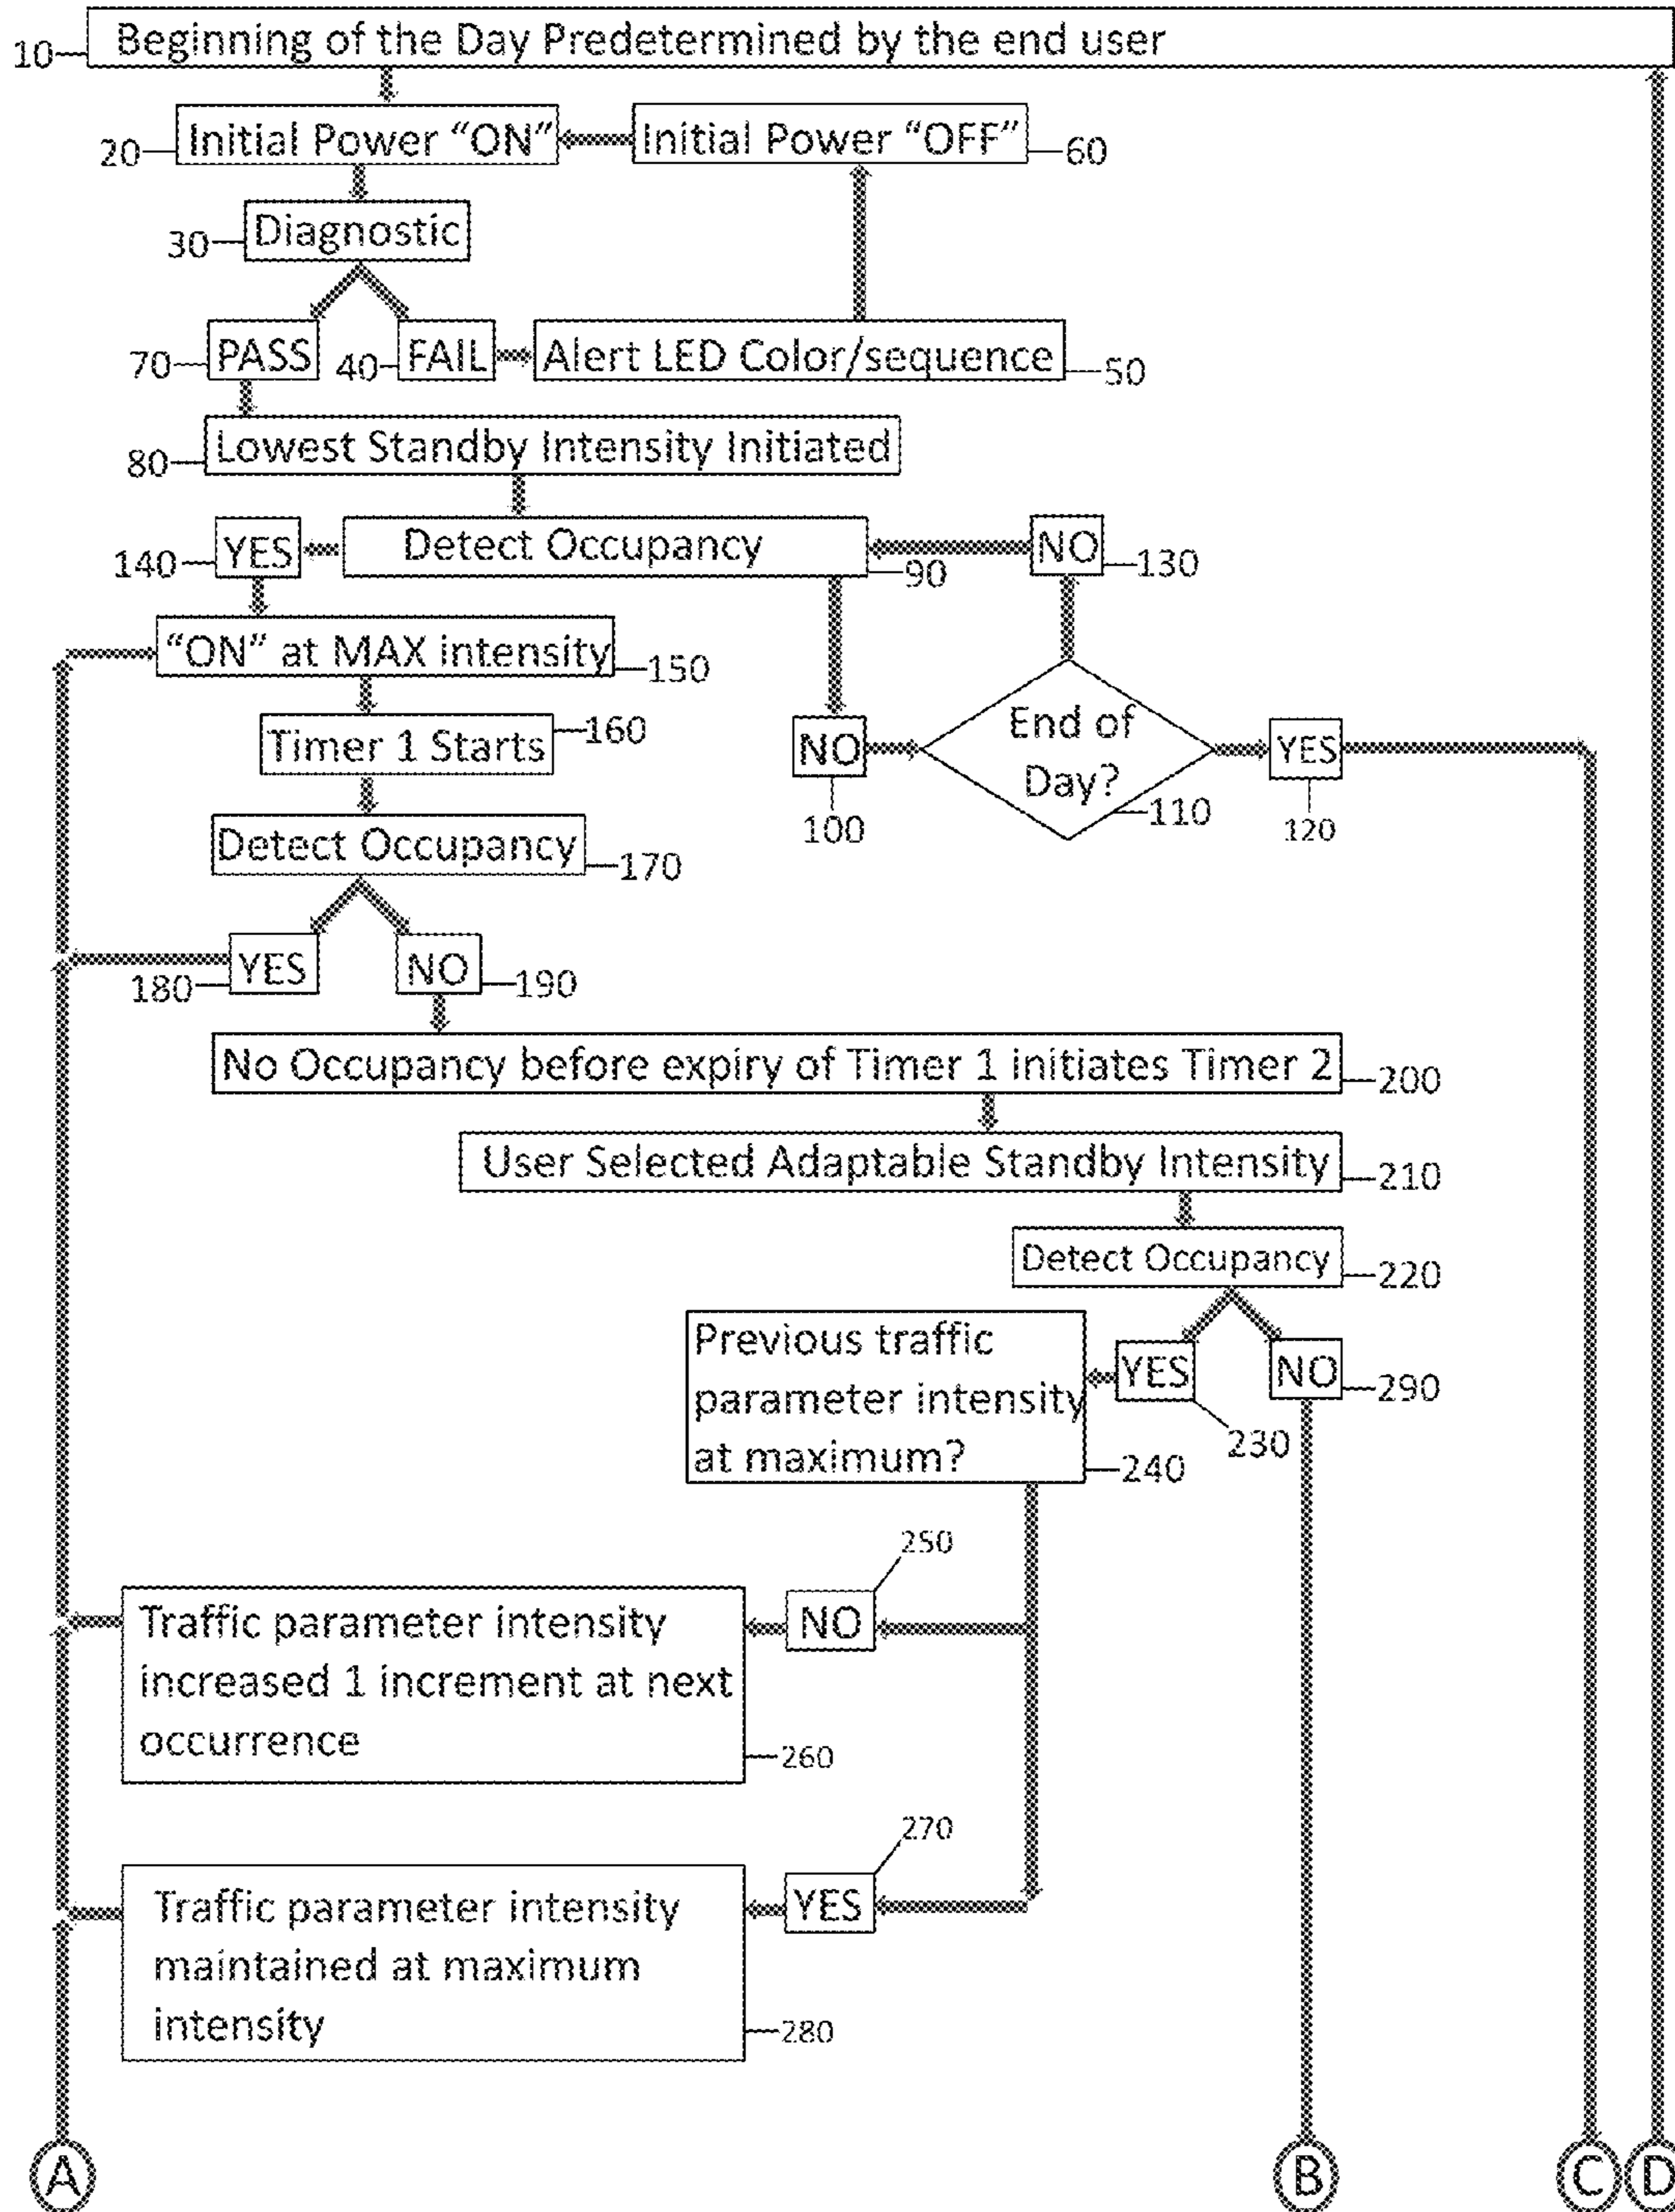 10
Beginning of the Day Predetermined by the end user
20
Initial Power “ON”
Initial Power “OFF”
60
30
Diagnostic
70
PASS
40
FAIL
Alert LED Color/sequence
50
80
Lowest Standby Intensity Initiated
140
YES
Detect Occupancy
90
NO
130
“ON” at MAX intensity
150
Timer 1 Starts
160
NO
100
End of
Day?
110
YES
120
Detect Occupancy
170
180
YES
NO
190
No Occupancy before expiry of Timer 1 initiates Timer 2
200
User Selected Adaptable Standby Intensity
210
Detect Occupancy
220
Previous traffic
parameter intensity
at maximum?
240
YES
230
NO
290
250
NO
Traffic parameter intensity
increased 1 increment at next
occurrence
260
270
YES
Traffic parameter intensity
maintained at maximum
intensity
280
A
B
C
D